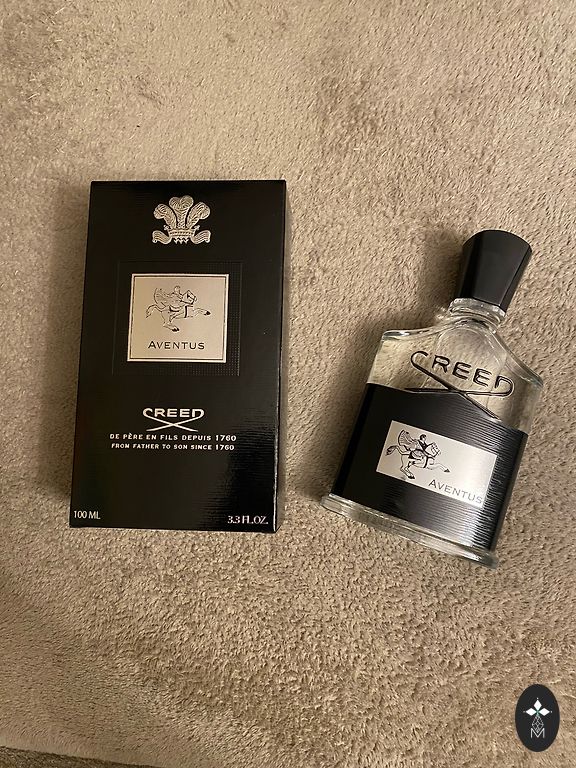 AVENTUS
CREED
DE PÈRE EN FILS DEPUIS 1760
FROM FATHER TO SON SINCE 1760
100 ML
3.3 FL.OZ.
CREED
AVENTUS
M